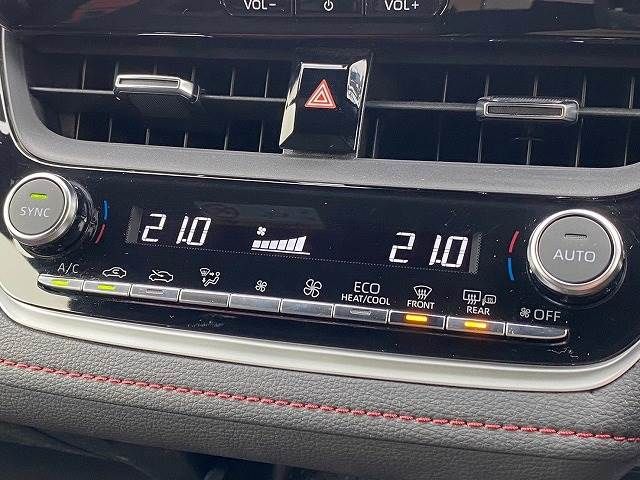 VOL− VOL+
SYNC 21.0 21.0 AUTO
A/C ECO HEAT/COOL FRONT REAR OFF